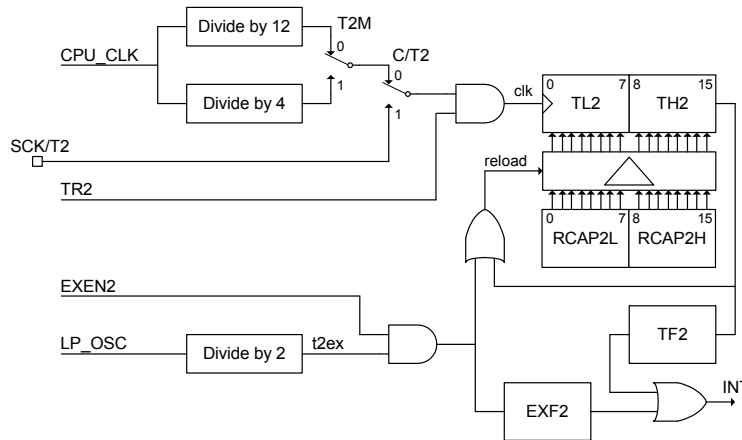 Divide by 12
T2M
CPU_CLK
0
C/T2
1
0
Divide by 4
1
clk
0
7
8
15
TL2
TH2
SCK/T2
reload
TR2
0
7
8
15
RCAP2L
RCAP2H
EXEN2
LP_OSC
Divide by 2
t2ex
TF2
EXF2